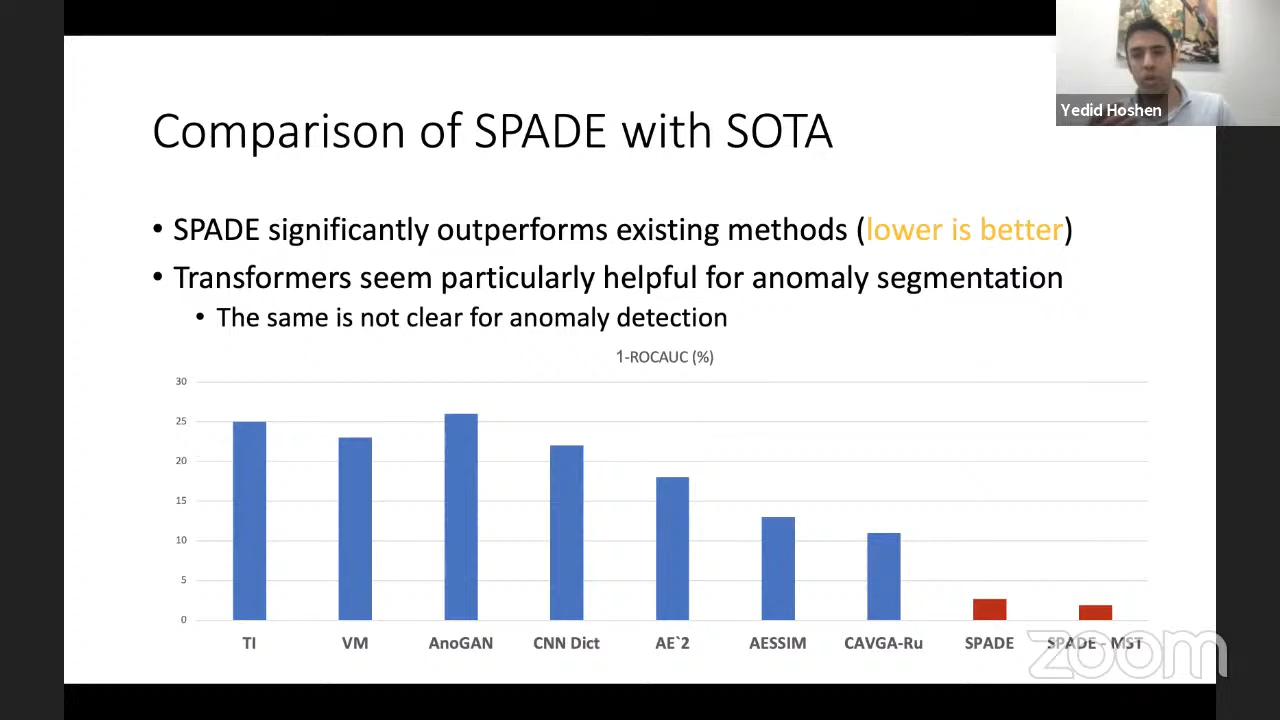 Yedid Hoshen
Comparison of SPADE with SOTA
• SPADE significantly outperforms existing methods (lower is better)
• Transformers seem particularly helpful for anomaly segmentation
• The same is not clear for anomaly detection
1-ROCAUC (%)
30
25
20
15
10
5
0
TI VM AnoGAN CNN Dict AE`2 AESSIM CAVGA-Ru SPADE SPADE - MST
zoom